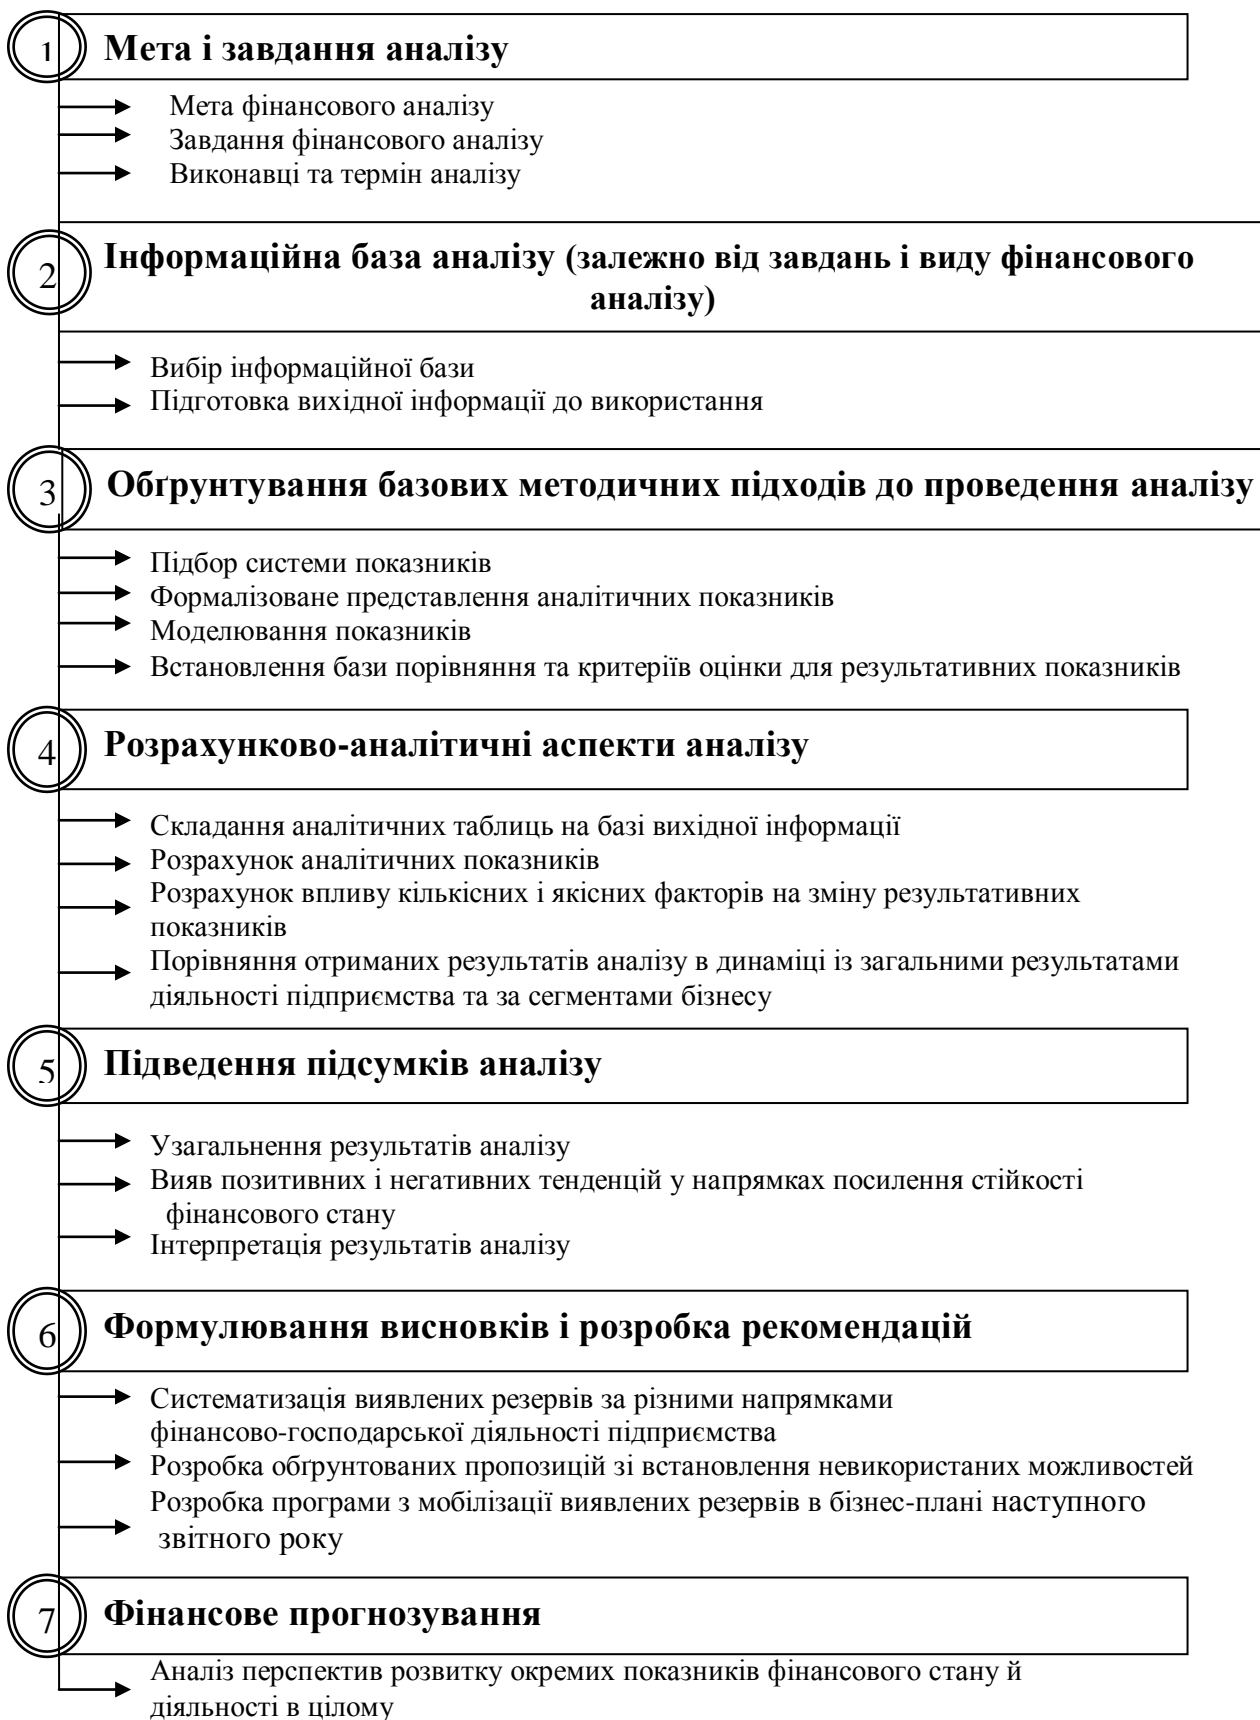 1 Мета і завдання аналізу
Мета фінансового аналізу
Завдання фінансового аналізу
Виконавці та термін аналізу
2 Інформаційна база аналізу (залежно від завдань і виду фінансового
аналізу)
Вибір інформаційної бази
Підготовка вихідної інформації до використання
3 Обґрунтування базових методичних підходів до проведення аналізу
Підбор системи показників
Формалізоване представлення аналітичних показників
Моделювання показників
Встановлення бази порівняння та критеріїв оцінки для результативних показників
4 Розрахунково-аналітичні аспекти аналізу
Складання аналітичних таблиць на базі вихідної інформації
Розрахунок аналітичних показників
Розрахунок впливу кількісних і якісних факторів на зміну результативних
показників
Порівняння отриманих результатів аналізу в динаміці із загальними результатами
діяльності підприємства та за сегментами бізнесу
5 Підведення підсумків аналізу
Узагальнення результатів аналізу
Вияв позитивних і негативних тенденцій у напрямках посилення стійкості
фінансового стану
Інтерпретація результатів аналізу
6 Формулювання висновків і розробка рекомендацій
Систематизація виявлених резервів за різними напрямками
фінансово-господарської діяльності підприємства
Розробка обґрунтованих пропозицій зі встановлення невикористаних можливостей
Розробка програми з мобілізації виявлених резервів в бізнес-плані наступного
звітного року
7 Фінансове прогнозування
Аналіз перспектив розвитку окремих показників фінансового стану й
діяльності в цілому